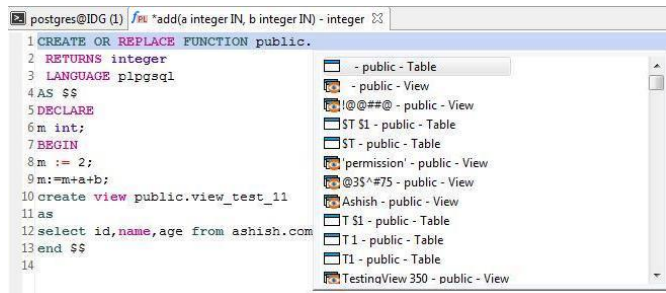 postgres@IDG (1)
*add(a integer IN, b integer IN) - integer
1 CREATE OR REPLACE FUNCTION public.
2 RETURNS integer
3 LANGUAGE plpgsql
4 AS $$
5 DECLARE
6 m int;
7 BEGIN
8 m := 2;
9 m:=m+a+b;
10 create view public.view_test_11
11 as
12 select id,name,age from ashish.com
13 end $$
14
- public - Table
- public - View
!@@##@ - public - View
$T $1 - public - Table
$T - public - Table
'permission' - public - View
@3$^#75 - public - View
Ashish - public - View
T $1 - public - Table
T 1 - public - Table
T1 - public - Table
TestingView 350 - public - View